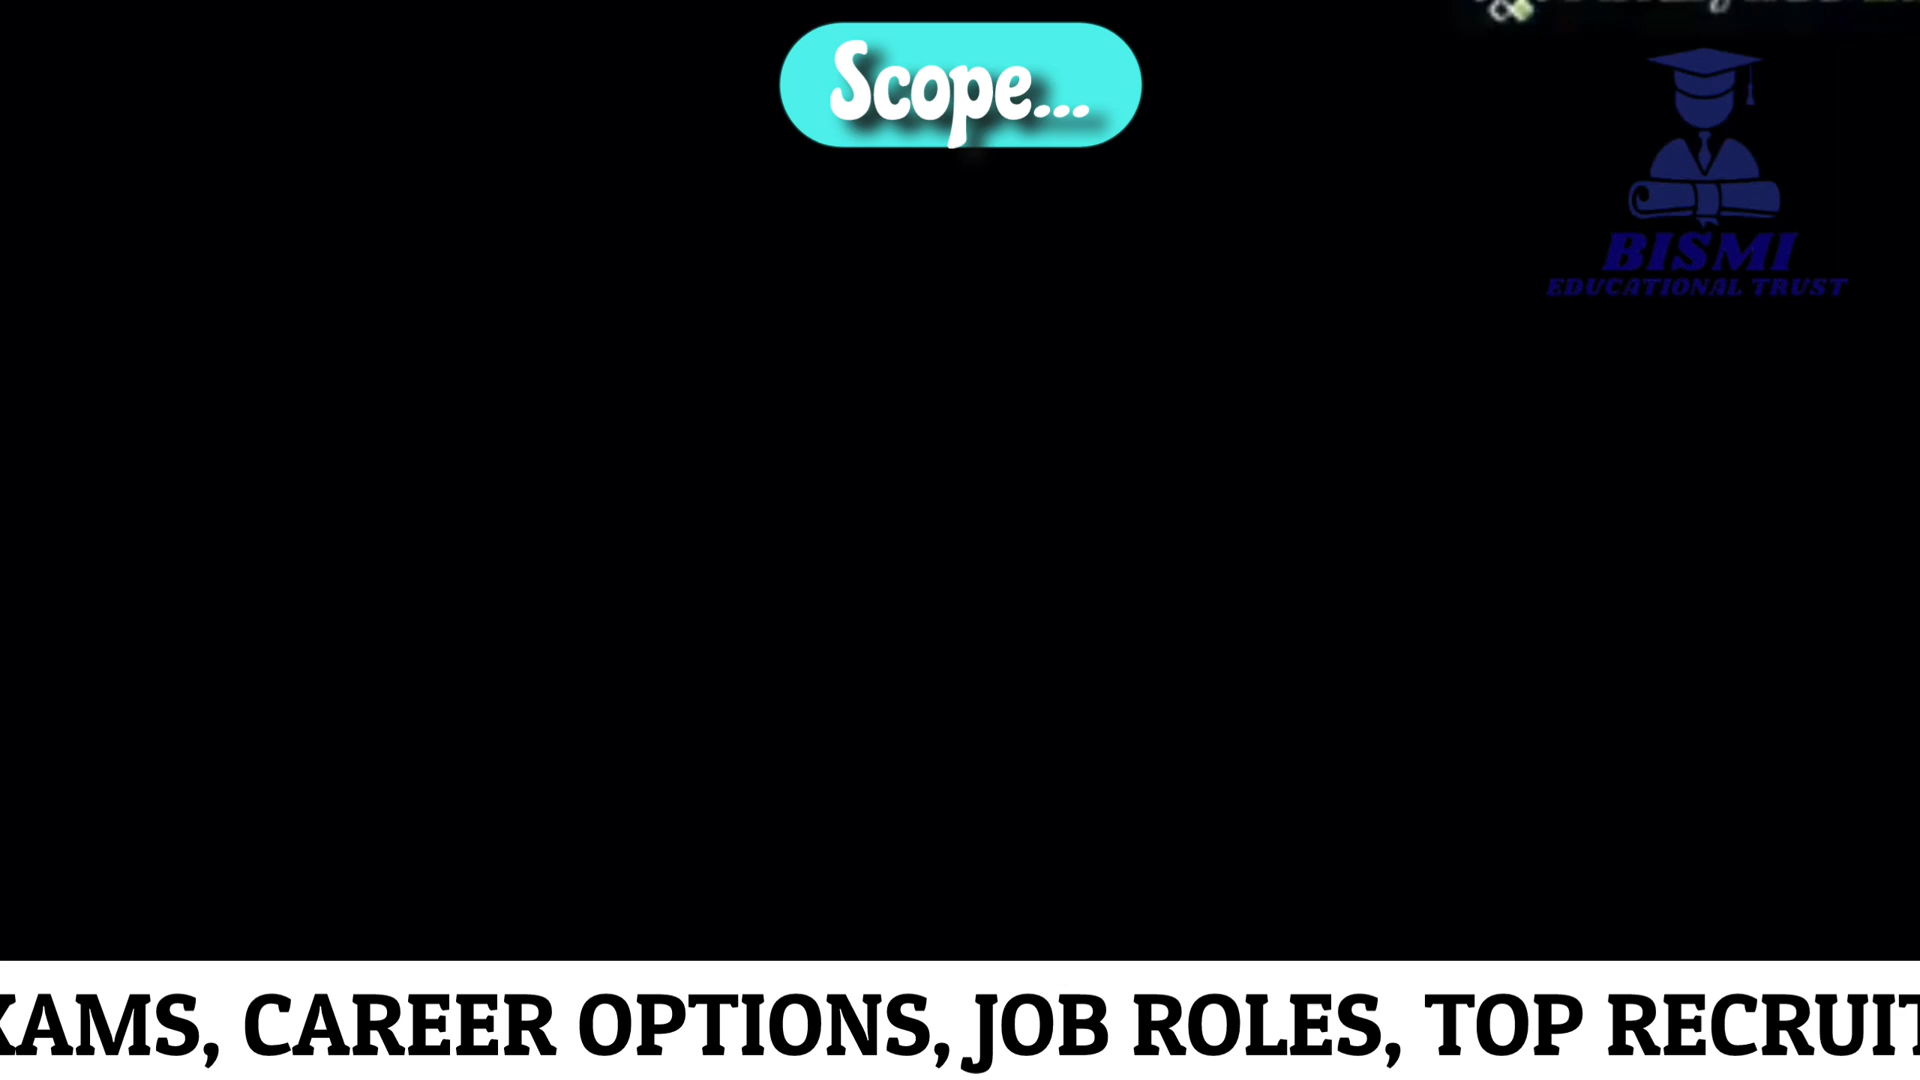 Scope...
BISMI
EDUCATIONAL TRUST
XAMS, CAREER OPTIONS, JOB ROLES, TOP RECRUIT